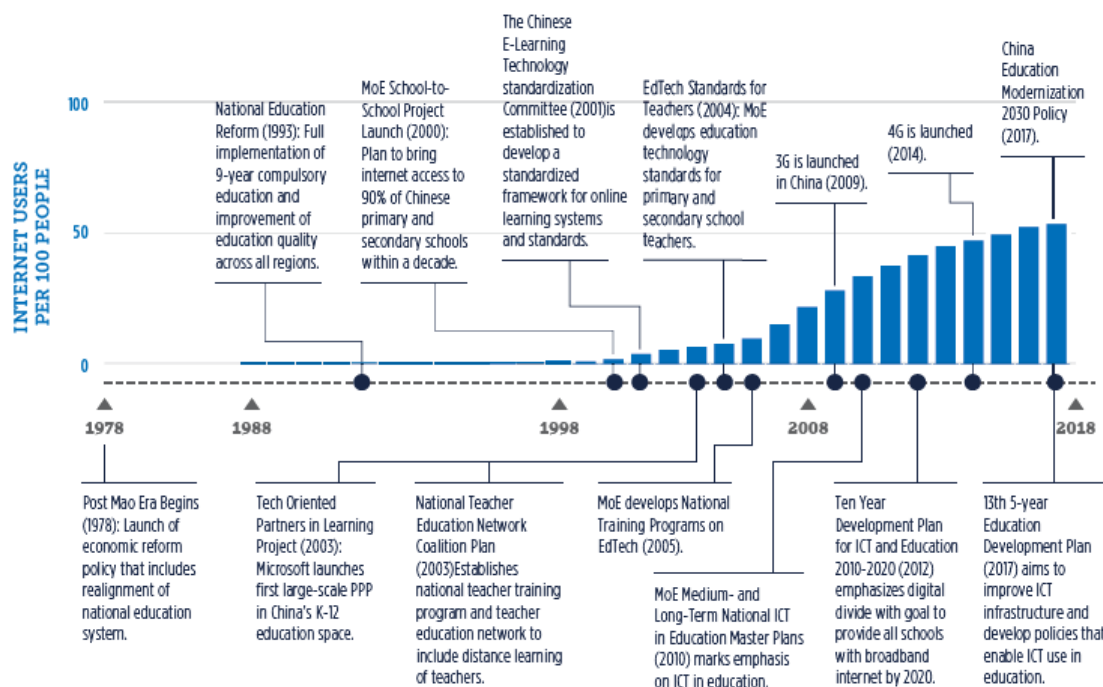 INTERNET USERS
PER 100 PEOPLE
100
50
0
National Education
Reform (1993): Full
implementation of
9-year compulsory
education and
improvement of
education quality
across all regions.
MoE School-to-
School Project
Launch (2000):
Plan to bring
internet access to
90% of Chinese
primary and
secondary schools
within a decade.
The Chinese
E-Learning
Technology
standardization
Committee (2001)is
established to
develop a
standardized
framework for online
learning systems
and standards.
EdTech Standards for
Teachers (2004): MoE
develops education
technology
standards for
primary and
secondary school
teachers.
3G is launched
in China (2009).
4G is launched
(2014).
China
Education
Modernization
2030 Policy
(2017).
1978
1988
1998
2008
2018
Post Mao Era Begins
(1978): Launch of
economic reform
policy that includes
realignment of
national education
system.
Tech Oriented
Partners in Learning
Project (2003):
Microsoft launches
first large-scale PPP
in China's K-12
education space.
National Teacher
Education Network
Coalition Plan
(2003)Establishes
national teacher training
program and teacher
education network to
include distance learning
of teachers.
MoE develops National
Training Programs on
EdTech (2005).
MoE Medium- and
Long-Term National ICT
in Education Master Plans
(2010) marks emphasis
on ICT in education.
Ten Year
Development Plan
for ICT and Education
2010-2020 (2012)
emphasizes digital
divide with goal to
provide all schools
with broadband
internet by 2020.
13th 5-year
Education
Development Plan
(2017) aims to
improve ICT
infrastructure and
develop policies that
enable ICT use in
education.